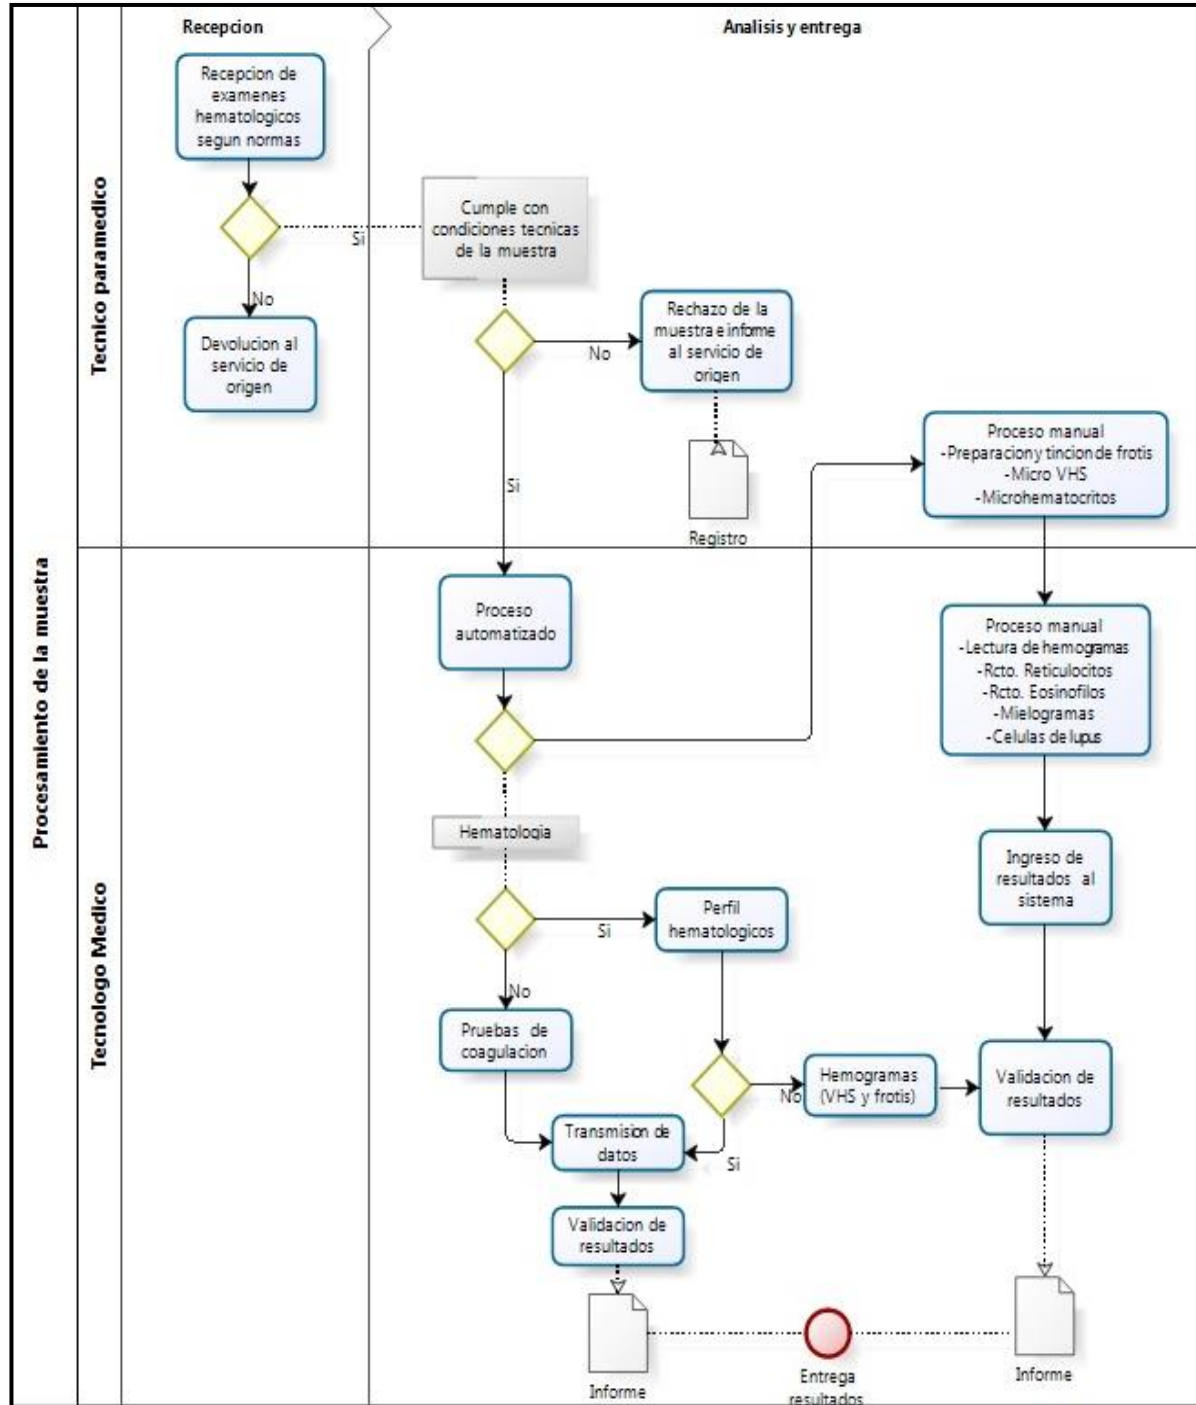 Recepcion
Analisis y entrega
Procesamiento de la muestra
Tecnico paramedico
Recepcion de
examenes
hematologicos
segun normas
Si
No
Devolucion al
servicio de
origen
Cumple con
condiciones tecnicas
de la muestra
No
Si
Rechazo de la
muestra e informe
al servicio de
origen
Registro
Proceso manual
-Preparacion y tincion de frotis
-Micro VHS
-Microhematocritos
Tecnologo Medico
Proceso
automatizado
Proceso manual
-Lectura de hemogramas
-Rcto. Reticulocitos
-Rcto. Eosinofilos
-Mielogramas
-Celulas de lupus
Hematologia
Si
No
Perfil
hematologicos
Ingreso de
resultados al
sistema
Pruebas de
coagulacion
No
Si
Hemogramas
(VHS y frotis)
Validacion de
resultados
Transmision de
datos
Validacion de
resultados
Informe
Entrega
resultados
Informe